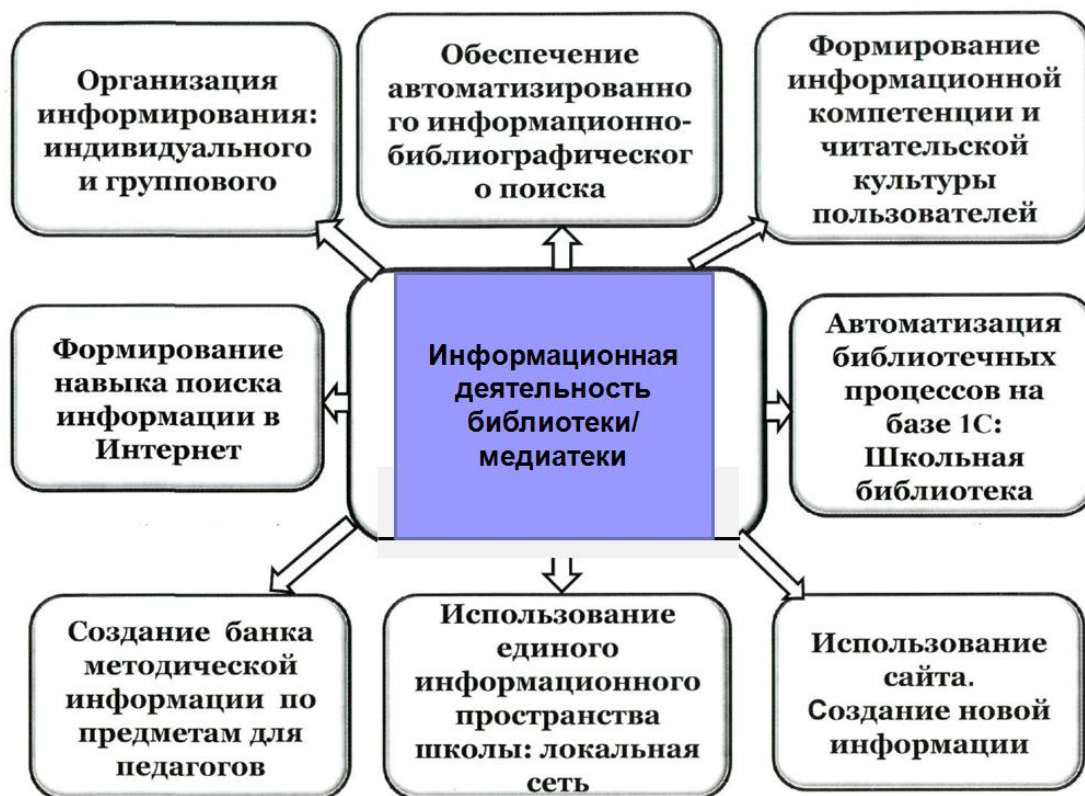 Организация
информирования:
индивидуального
и группового
Обеспечение
автоматизированно
го информационно-
библиографическог
о поиска
Формирование
информационной
компетенции и
читательской
культуры
пользователей
Формирование
навыка поиска
информации в
Интернет
Информационная
деятельность
библиотеки/
медиатеки
Автоматизация
библиотечных
процессов на
базе 1С:
Школьная
библиотека
Создание банка
методической
информации по
предметам для
педагогов
Использование
единого
информационного
пространства
школы: локальная
сеть
Использование
сайта.
Создание новой
информации